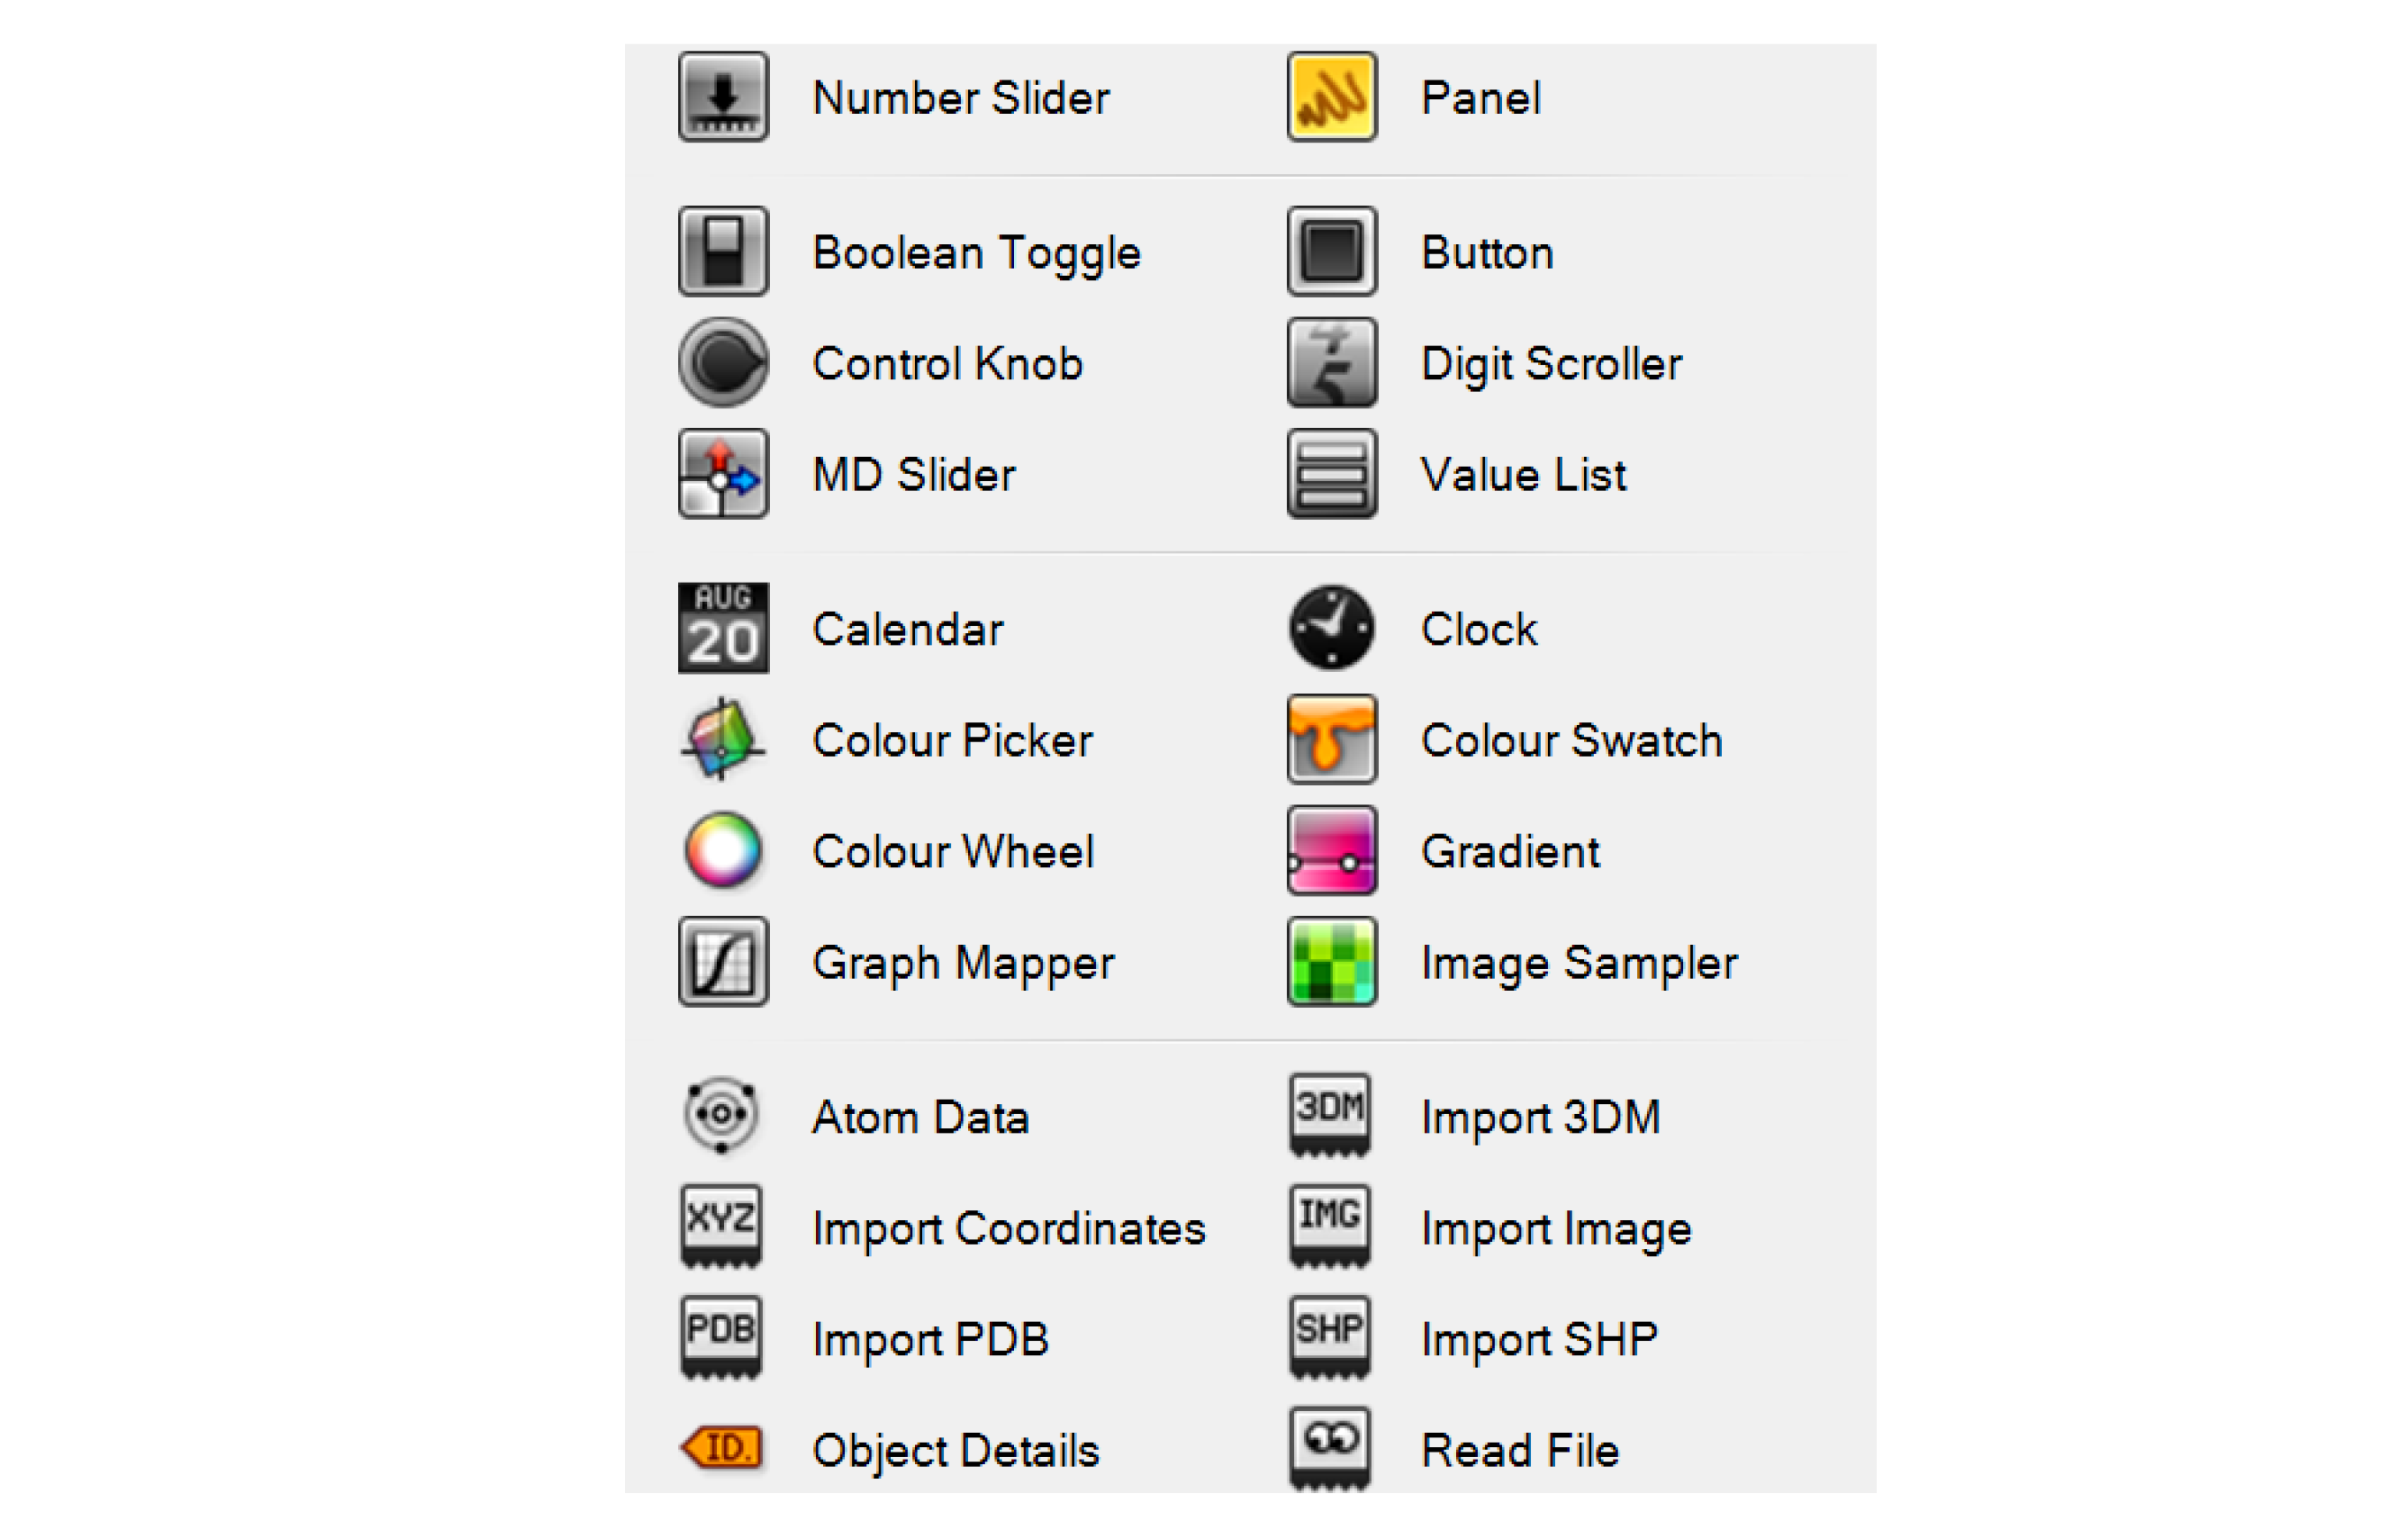 Number Slider Panel
Boolean Toggle Button
Control Knob 4 5 Digit Scroller
MD Slider Value List
AUG 20 Calendar Clock
Colour Picker Colour Swatch
Colour Wheel Gradient
Graph Mapper Image Sampler
Atom Data 3DM Import 3DM
XYZ Import Coordinates IMG Import Image
PDB Import PDB SHP Import SHP
ID. Object Details Read File